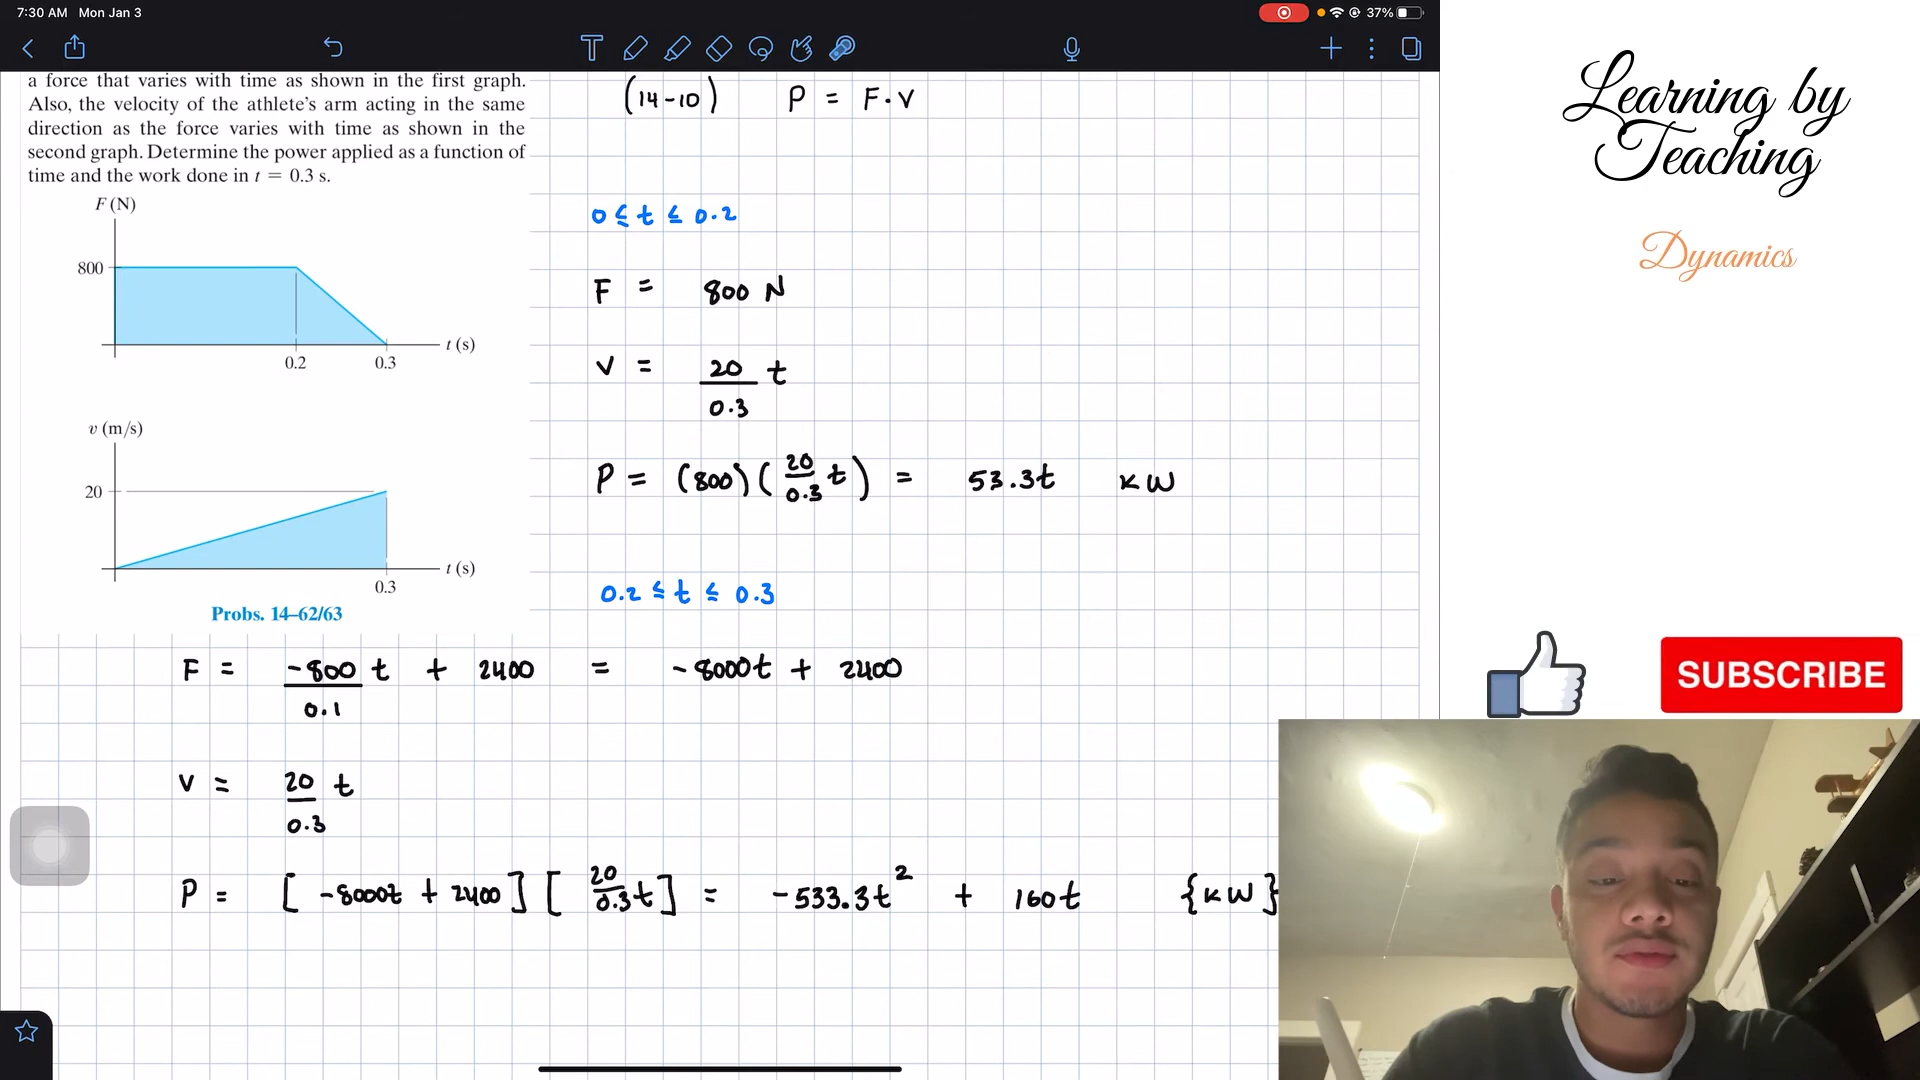 7:30 AM Mon Jan 3
37%
a force that varies with time as shown in the first graph.
Also, the velocity of the athlete's arm acting in the same
direction as the force varies with time as shown in the
second graph. Determine the power applied as a function of
time and the work done in t = 0.3 s.
F (N)
800
0.2
0.3
t (s)
v (m/s)
20
0.3
t (s)
Probs. 14–62/63
(14-10) P = F·V
0 ≤ t ≤ 0.2
F = 800 N
V = 20/0.3 t
P = (800)(20/0.3 t) = 53.3t KW
0.2 ≤ t ≤ 0.3
F = -800/0.1 t + 2400 = -8000t + 2400
V = 20/0.3 t
P = [-8000t + 2400][20/0.3 t] = -533.3t² + 160t {KW}
Learning by
Teaching
Dynamics
SUBSCRIBE